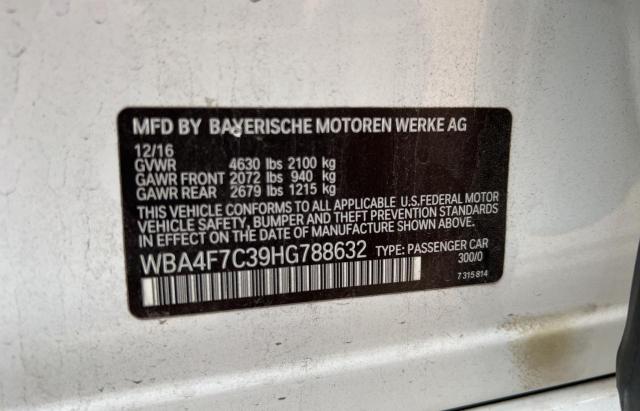 MFD BY BAYERISCHE MOTOREN WERKE AG
12/16
GVWR 4630 lbs 2100 kg
GAWR FRONT 2072 lbs 940 kg
GAWR REAR 2679 lbs 1215 kg
THIS VEHICLE CONFORMS TO ALL APPLICABLE U.S.FEDERAL MOTOR
VEHICLE SAFETY, BUMPER AND THEFT PREVENTION STANDARDS
IN EFFECT ON THE DATE OF MANUFACTURE SHOWN ABOVE.
WBA4F7C39HG788632 TYPE: PASSENGER CAR
300/0
7 315 814